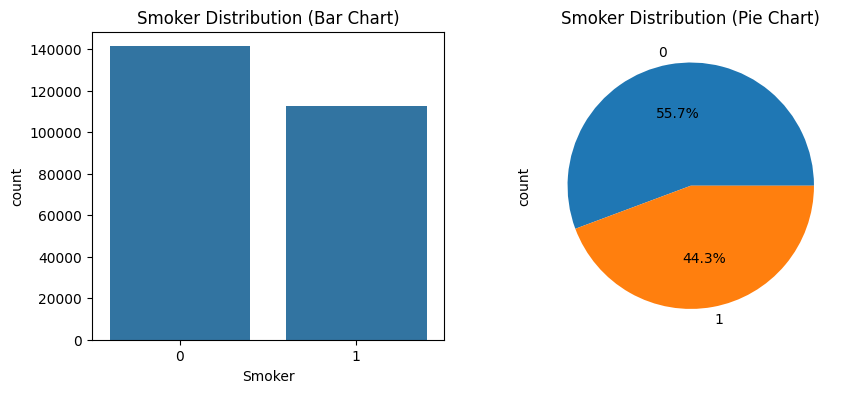 Smoker Distribution (Bar Chart)
140000
120000
100000
80000
60000
40000
20000
0
count
0
1
Smoker
Smoker Distribution (Pie Chart)
0
55.7%
count
44.3%
1